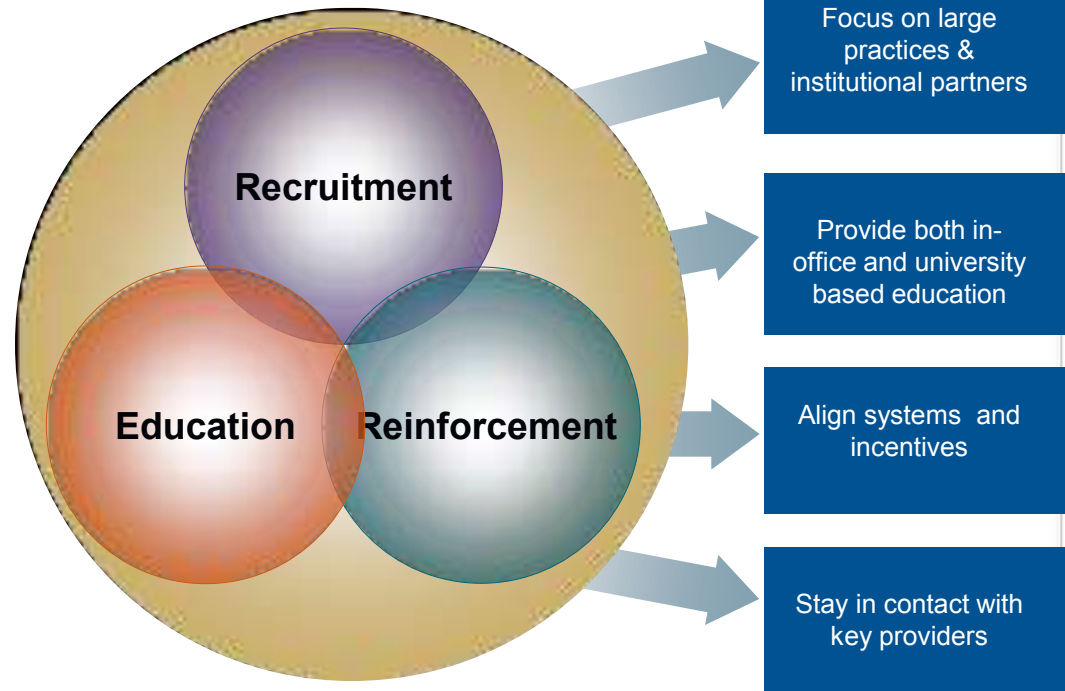 Recruitment
Education
Reinforcement
Focus on large
practices &
institutional partners
Provide both in-
office and university
based education
Align systems  and
incentives
Stay in contact with
key providers